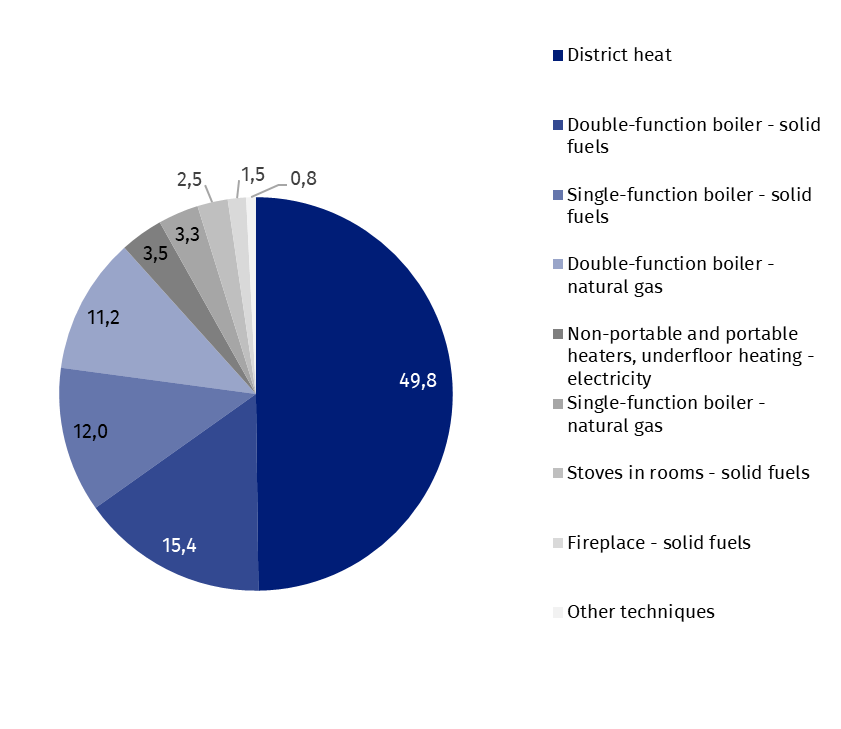 District heat
Double-function boiler - solid
fuels
Single-function boiler - solid
fuels
Double-function boiler -
natural gas
Non-portable and portable
heaters, underfloor heating -
electricity
Single-function boiler -
natural gas
Stoves in rooms - solid fuels
Fireplace - solid fuels
Other techniques
49,8
15,4
12,0
11,2
3,5
3,3
2,5
1,5
0,8